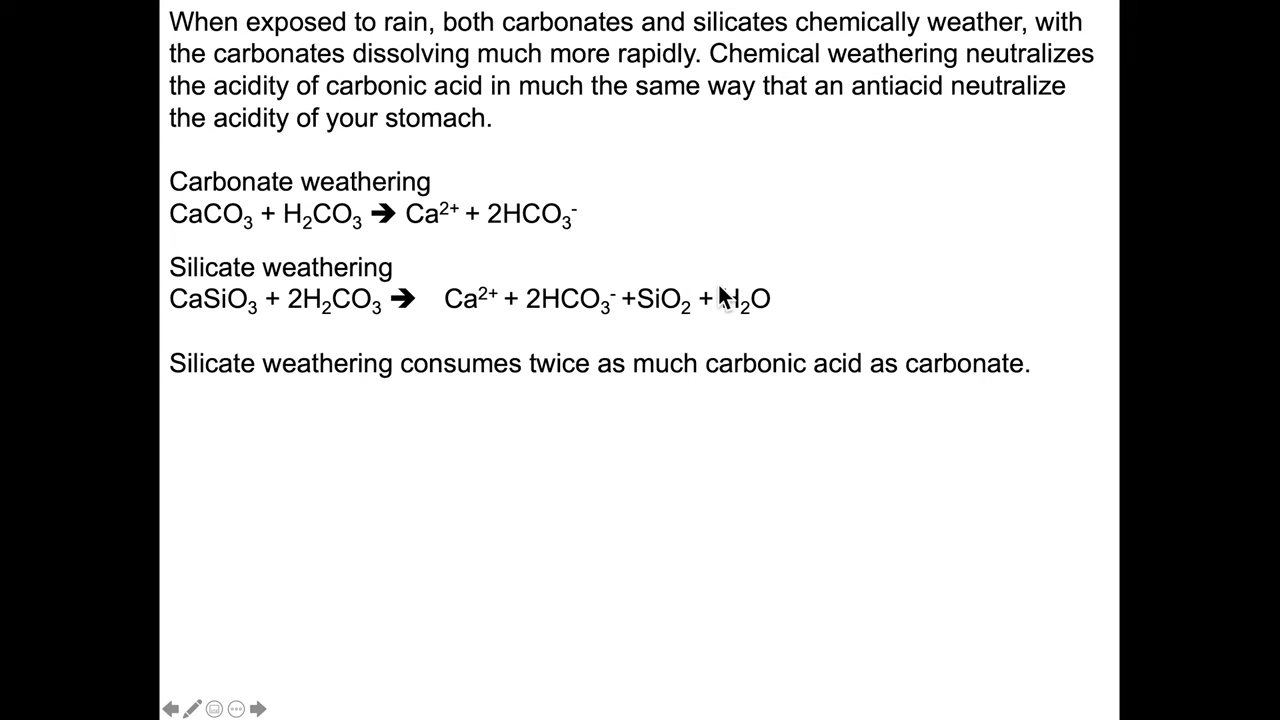 When exposed to rain, both carbonates and silicates chemically weather, with
the carbonates dissolving much more rapidly. Chemical weathering neutralizes
the acidity of carbonic acid in much the same way that an antiacid neutralize
the acidity of your stomach.
Carbonate weathering
CaCO₃ + H₂CO₃ ➔ Ca²⁺ + 2HCO₃⁻
Silicate weathering
CaSiO₃ + 2H₂CO₃ ➔ Ca²⁺ + 2HCO₃⁻ +SiO₂ + H₂O
Silicate weathering consumes twice as much carbonic acid as carbonate.